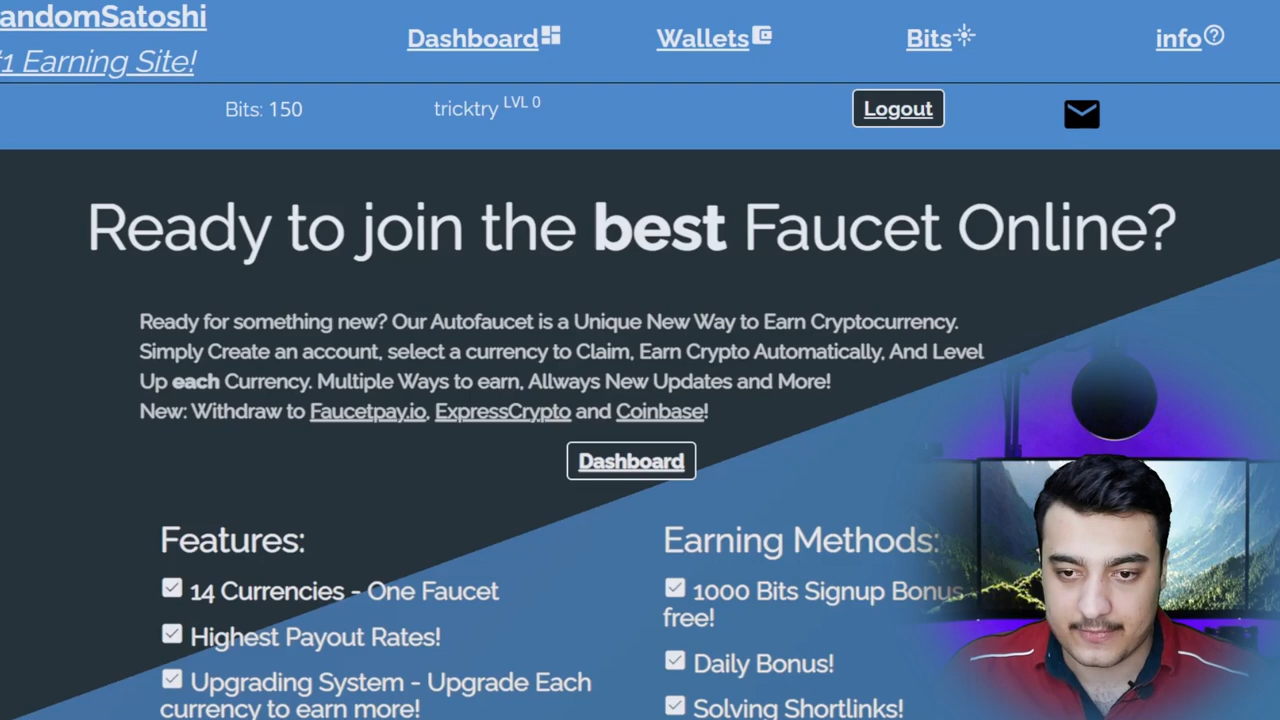 andomSatoshi
Dashboard
Wallets
Bits
info
1 Earning Site!
Bits: 150
tricktry LVL 0
Logout
Ready to join the best Faucet Online?
Ready for something new? Our Autofaucet is a Unique New Way to Earn Cryptocurrency.
Simply Create an account, select a currency to Claim, Earn Crypto Automatically, And Level
Up each Currency. Multiple Ways to earn, Allways New Updates and More!
New: Withdraw to Faucetpay.io, ExpressCrypto and Coinbase!
Dashboard
Features:
14 Currencies - One Faucet
Highest Payout Rates!
Upgrading System - Upgrade Each
currency to earn more!
Earning Methods:
1000 Bits Signup Bonus
free!
Daily Bonus!
Solving Shortlinks!